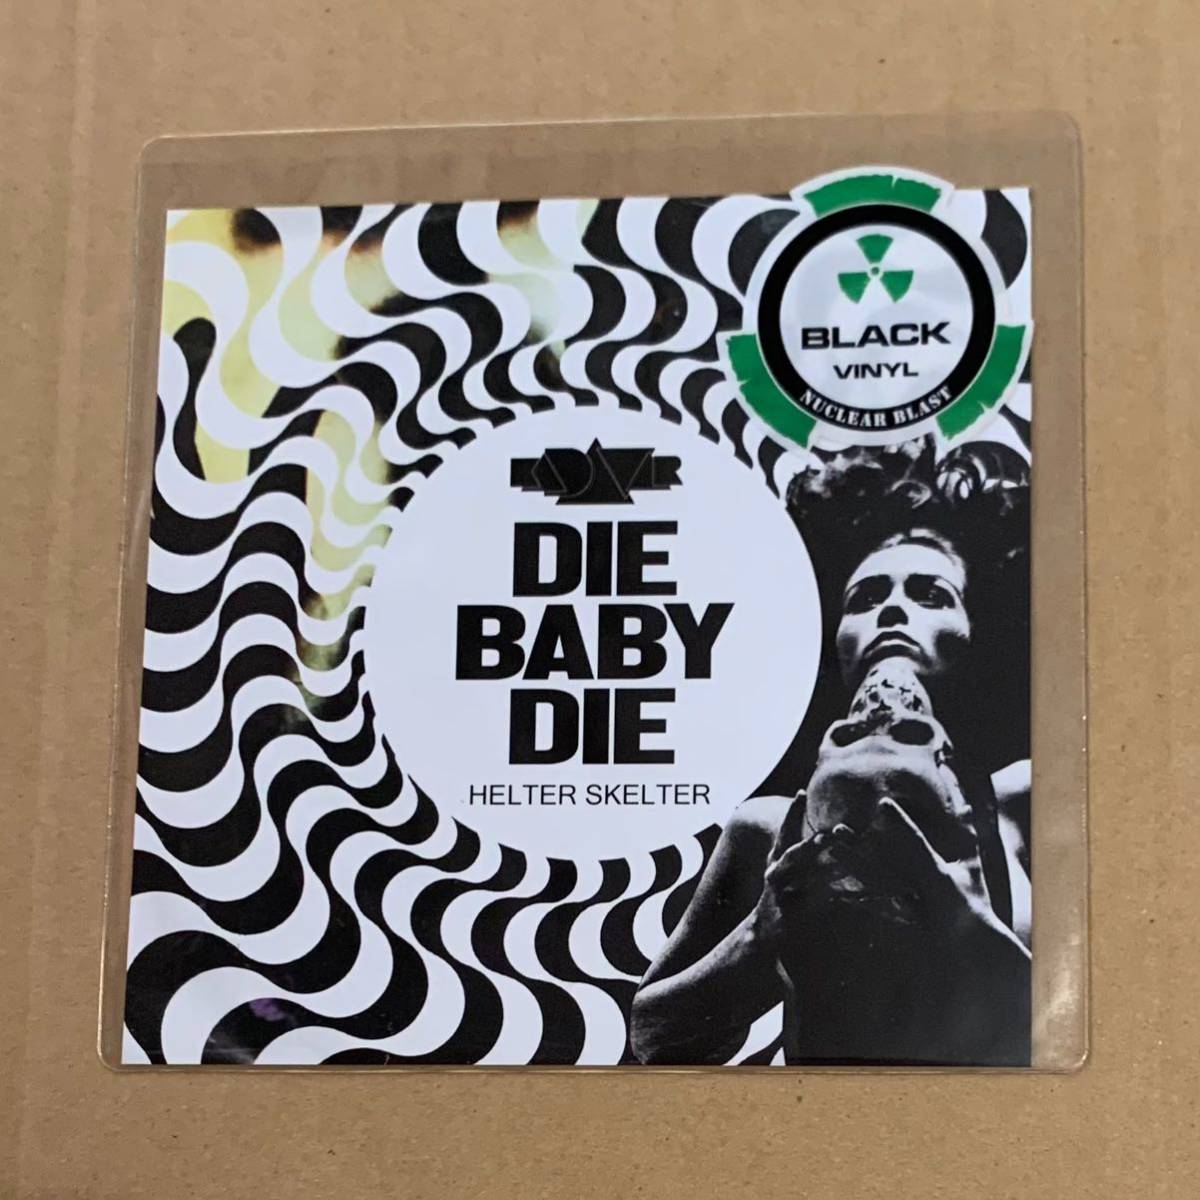 BLACK
VINYL
NUCLEAR BLAST
KADAVAR
DIE
BABY
DIE
HELTER SKELTER